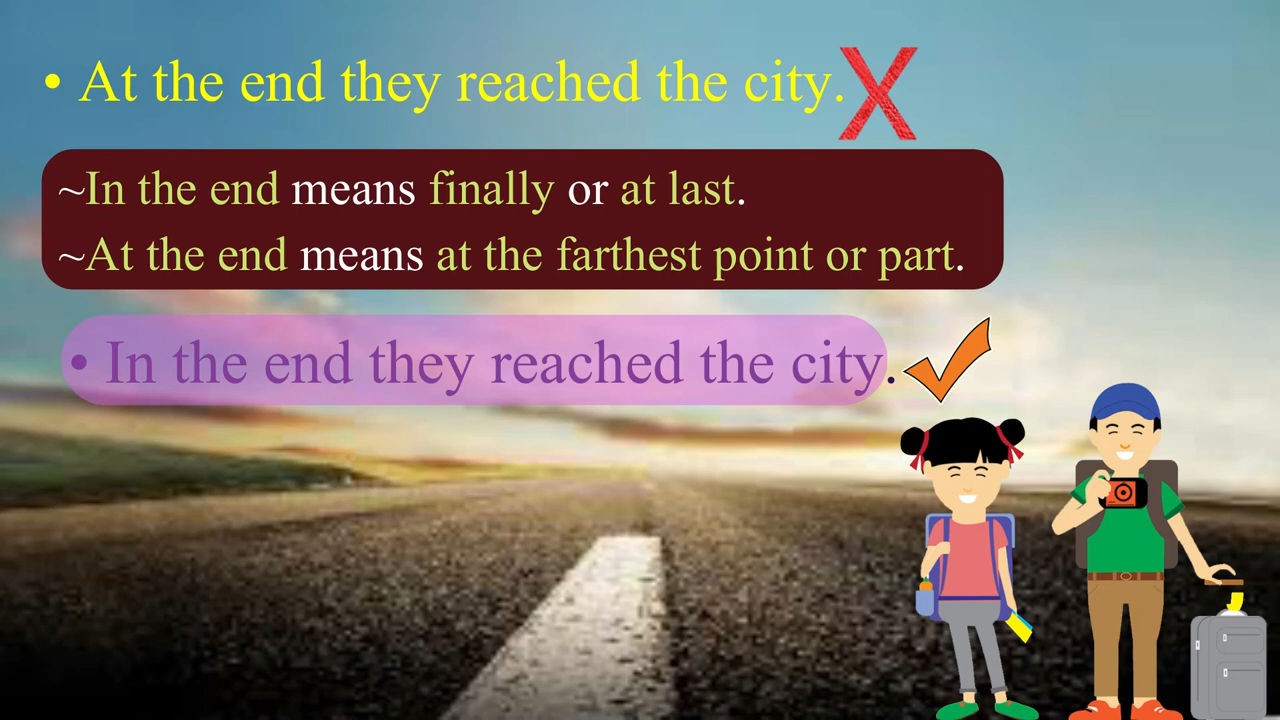 • At the end they reached the city.
~In the end means finally or at last.
~At the end means at the farthest point or part.
• In the end they reached the city.